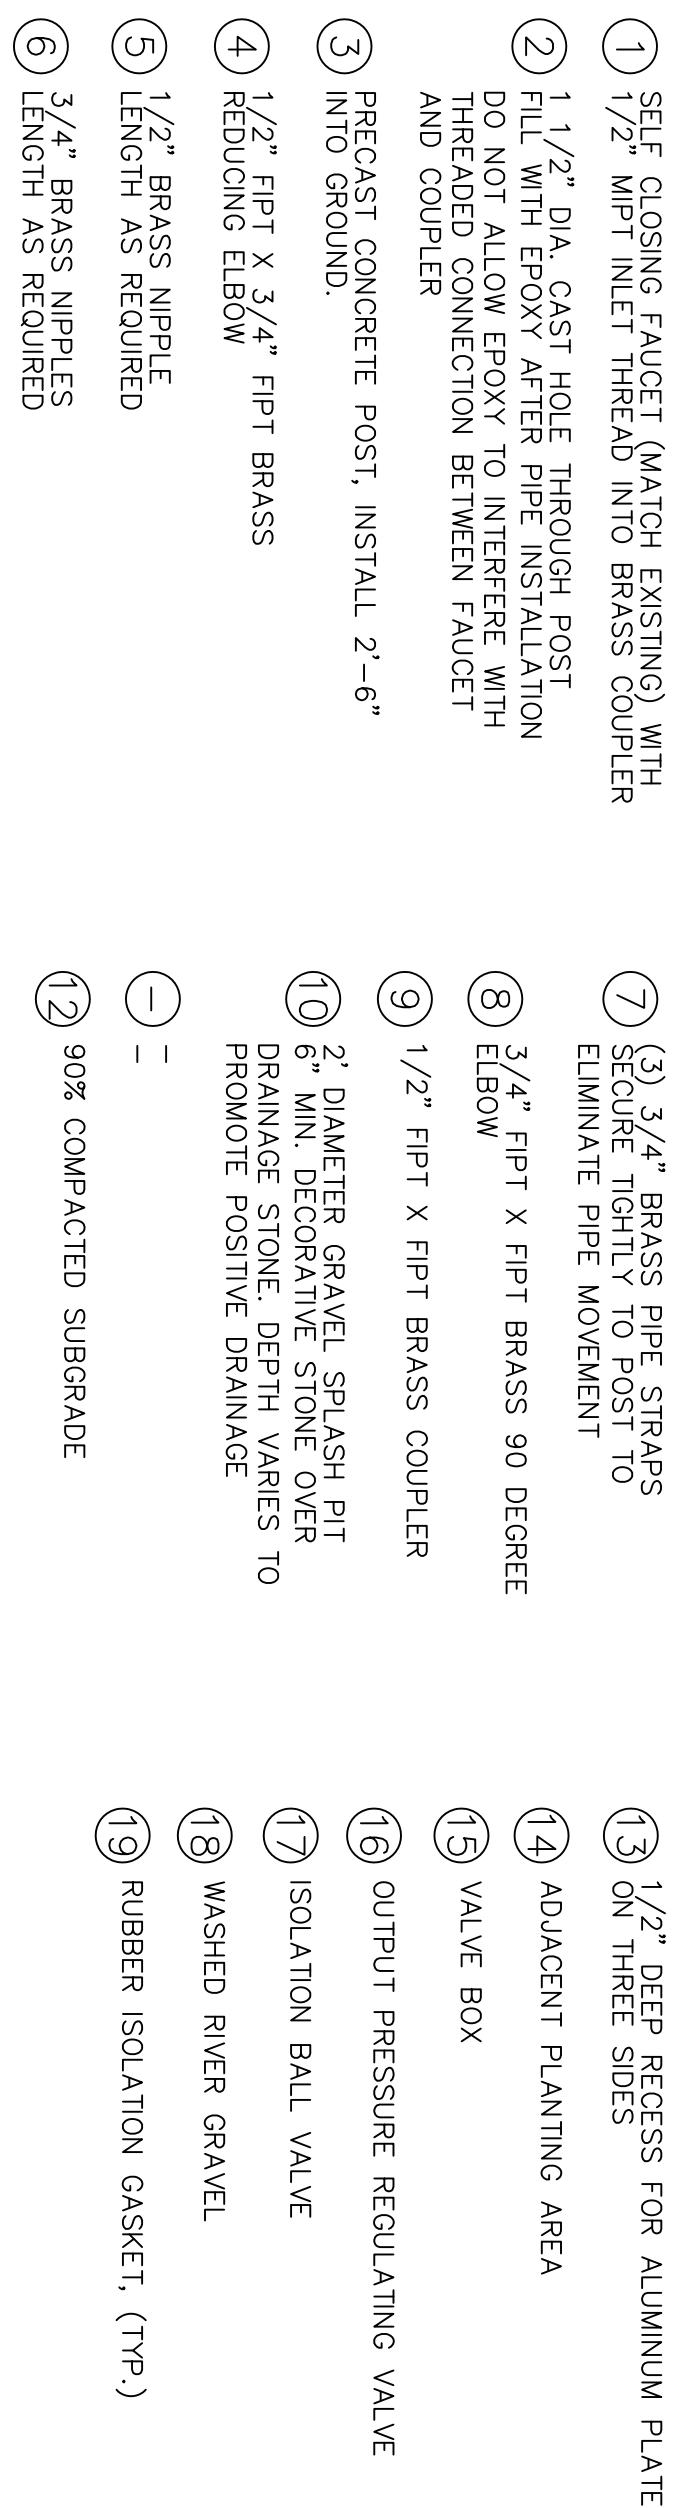 1
SELF CLOSING FAUCET (MATCH EXISTING) WITH
1/2" MIPT INLET THREAD INTO BRASS COUPLER
2
1 1/2" DIA. CAST HOLE THROUGH POST
FILL WITH EPOXY AFTER PIPE INSTALLATION
DO NOT ALLOW EPOXY TO INTERFERE WITH
THREADED CONNECTION BETWEEN FAUCET
AND COUPLER
3
PRECAST CONCRETE POST, INSTALL 2'-6"
INTO GROUND.
4
1/2" FIPT X 3/4" FIPT BRASS
REDUCING ELBOW
5
1/2" BRASS NIPPLE
LENGTH AS REQUIRED
6
3/4" BRASS NIPPLES
LENGTH AS REQUIRED
7
(3) 3/4" BRASS PIPE STRAPS
SECURE TIGHTLY TO POST TO
ELIMINATE PIPE MOVEMENT
8
3/4" FIPT X FIPT BRASS 90 DEGREE
ELBOW
9
1/2" FIPT X FIPT BRASS COUPLER
10
2' DIAMETER GRAVEL SPLASH PIT
6" MIN. DECORATIVE STONE OVER
DRAINAGE STONE. DEPTH VARIES TO
PROMOTE POSITIVE DRAINAGE
-
-
-
12
90% COMPACTED SUBGRADE
13
1/2" DEEP RECESS FOR ALUMINUM PLATE
ON THREE SIDES
14
ADJACENT PLANTING AREA
15
VALVE BOX
16
OUTPUT PRESSURE REGULATING VALVE
17
ISOLATION BALL VALVE
18
WASHED RIVER GRAVEL
19
RUBBER ISOLATION GASKET, (TYP.)